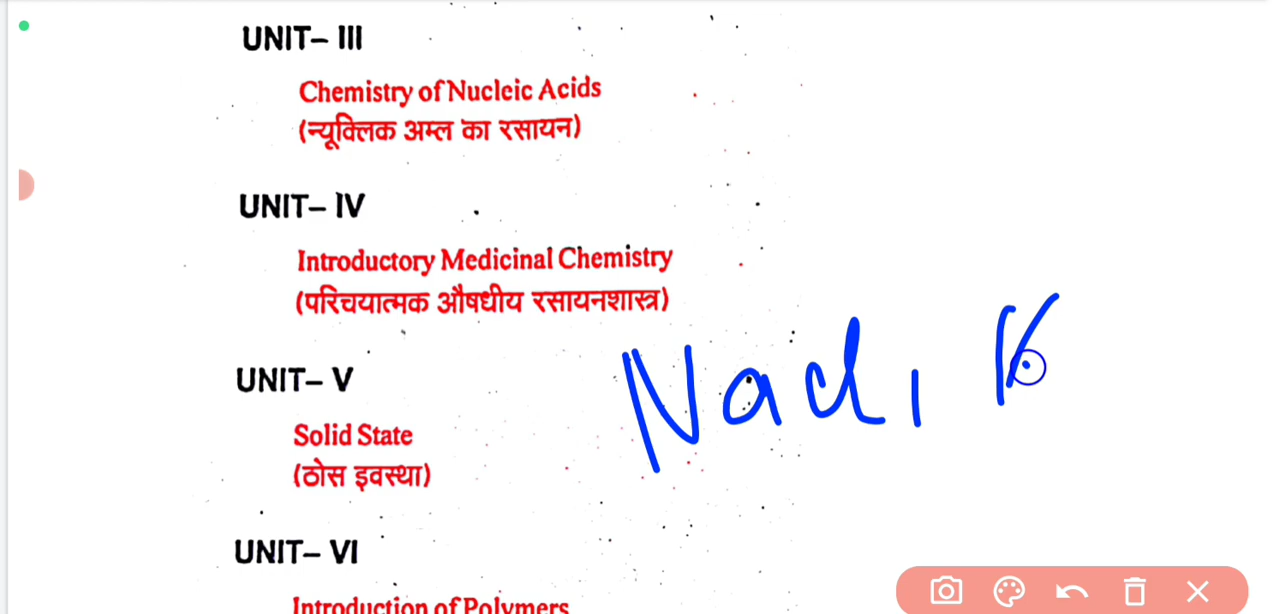 UNIT– III
Chemistry of Nucleic Acids
(न्यूक्लिक अम्ल का रसायन)
UNIT– IV
Introductory Medicinal Chemistry
(परिचयात्मक औषधीय रसायनशास्त्र)
Nacl, K
UNIT– V
Solid State
(ठोस इवस्था)
UNIT– VI
Introduction of Polymers